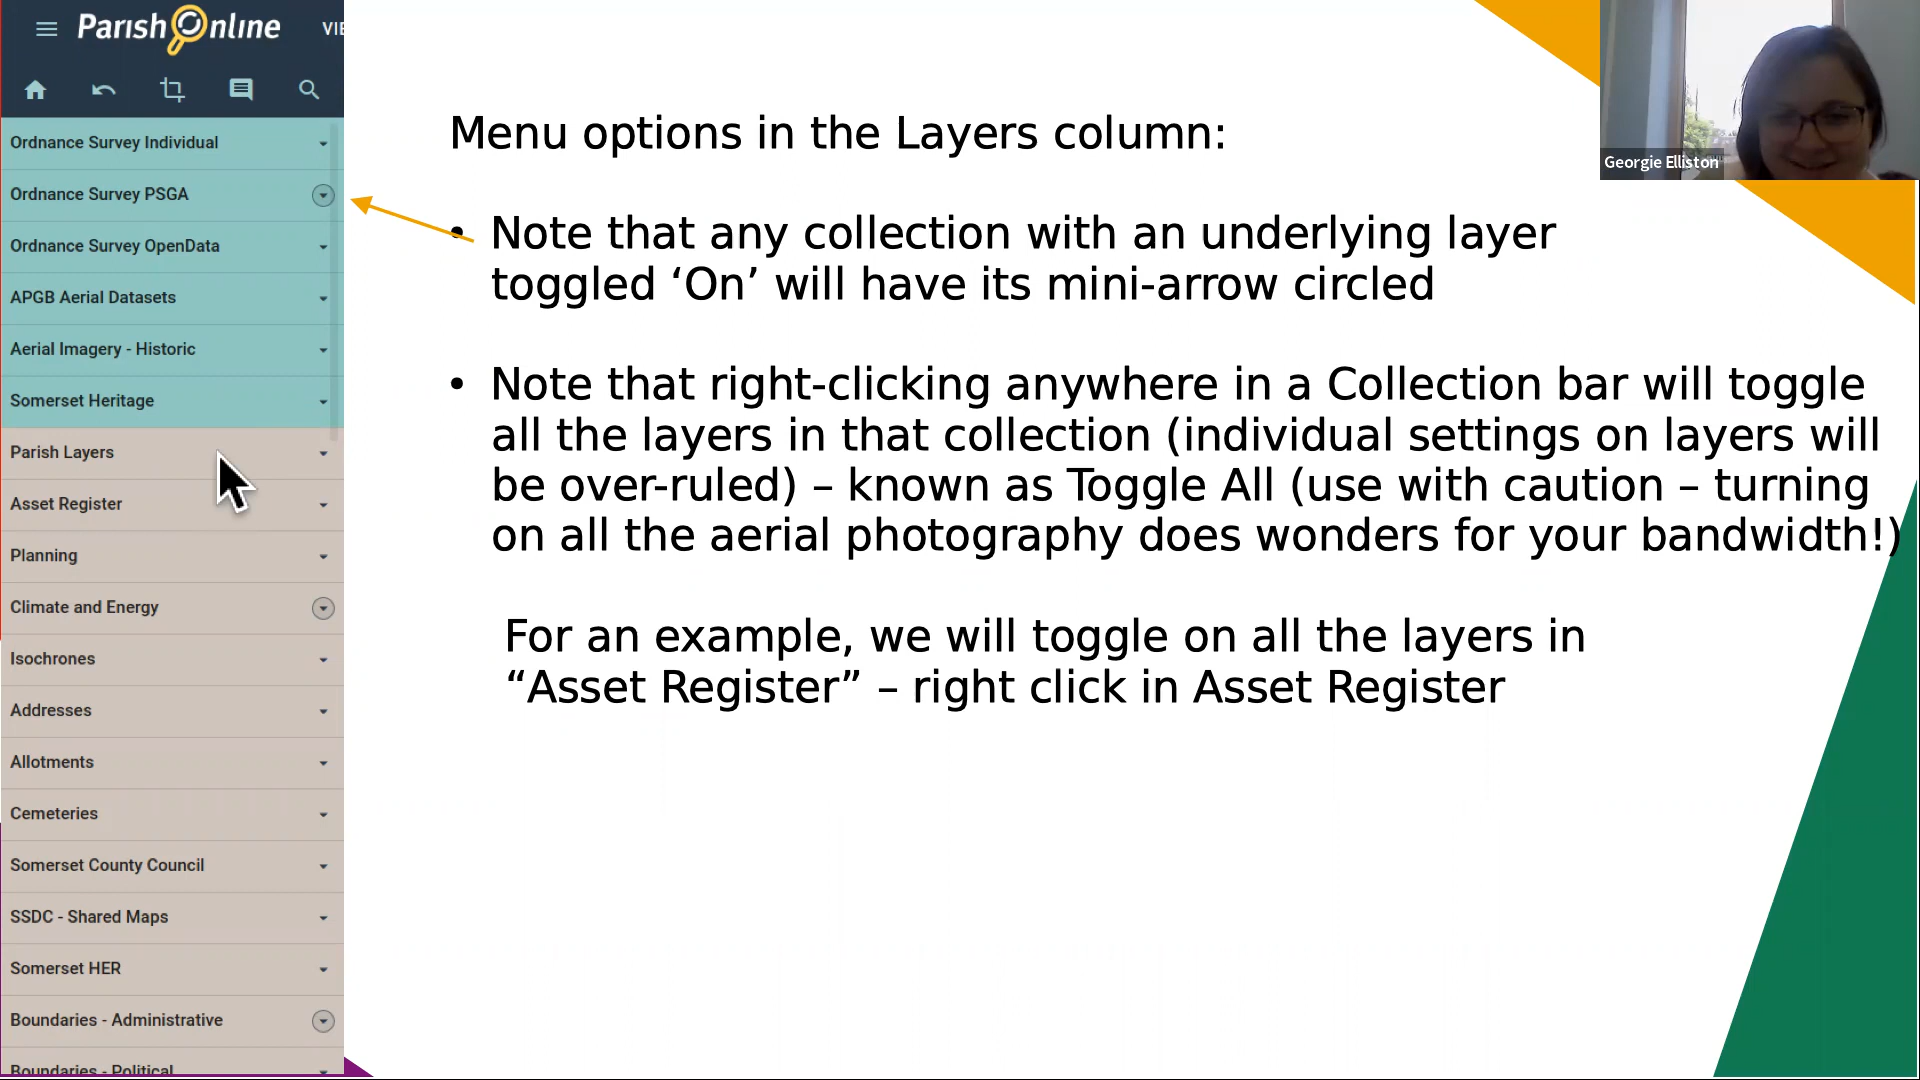 ParishOnline
Ordnance Survey Individual
Ordnance Survey PSGA
Ordnance Survey OpenData
APGB Aerial Datasets
Aerial Imagery - Historic
Somerset Heritage
Parish Layers
Asset Register
Planning
Climate and Energy
Isochrones
Addresses
Allotments
Cemeteries
Somerset County Council
SSDC - Shared Maps
Somerset HER
Boundaries - Administrative
Boundaries - Political
Menu options in the Layers column:
• Note that any collection with an underlying layer
toggled ‘On’ will have its mini-arrow circled
• Note that right-clicking anywhere in a Collection bar will toggle
all the layers in that collection (individual settings on layers will
be over-ruled) – known as Toggle All (use with caution – turning
on all the aerial photography does wonders for your bandwidth!)
For an example, we will toggle on all the layers in
“Asset Register” – right click in Asset Register
Georgie Elliston